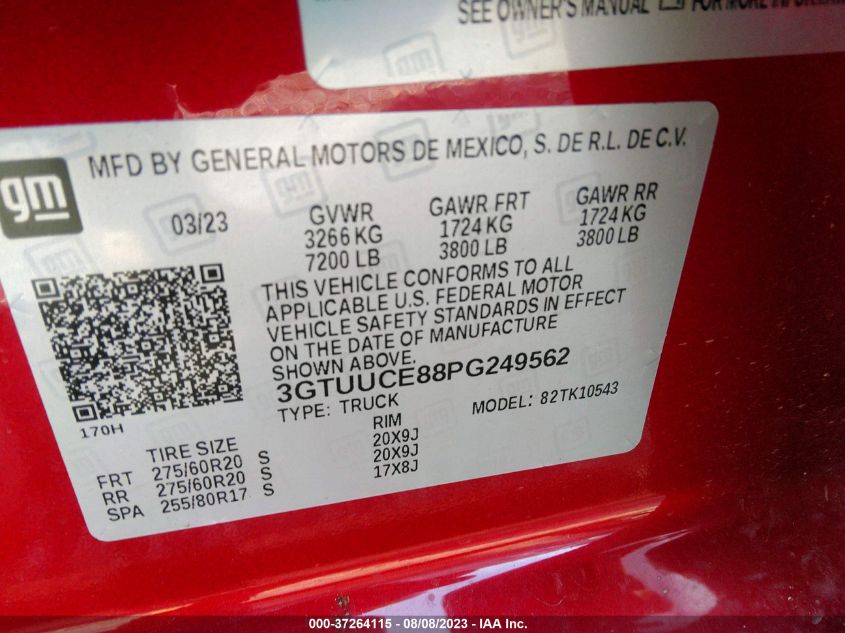 SEE OWNER'S MANUAL FOR MORE
gm
MFD BY GENERAL MOTORS DE MEXICO, S. DE R.L. DE C.V.
03/23 GVWR GAWR FRT GAWR RR
3266 KG 1724 KG 1724 KG
7200 LB 3800 LB 3800 LB
THIS VEHICLE CONFORMS TO ALL
APPLICABLE U.S. FEDERAL MOTOR
VEHICLE SAFETY STANDARDS IN EFFECT
ON THE DATE OF MANUFACTURE
SHOWN ABOVE.
3GTUUCE88PG249562
TYPE: TRUCK MODEL: 82TK10543
170H
TIRE SIZE RIM
FRT 275/60R20 S 20X9J
RR 275/60R20 S 20X9J
SPA 255/80R17 S 17X8J
000-37264115 - 08/08/2023 - IAA Inc.